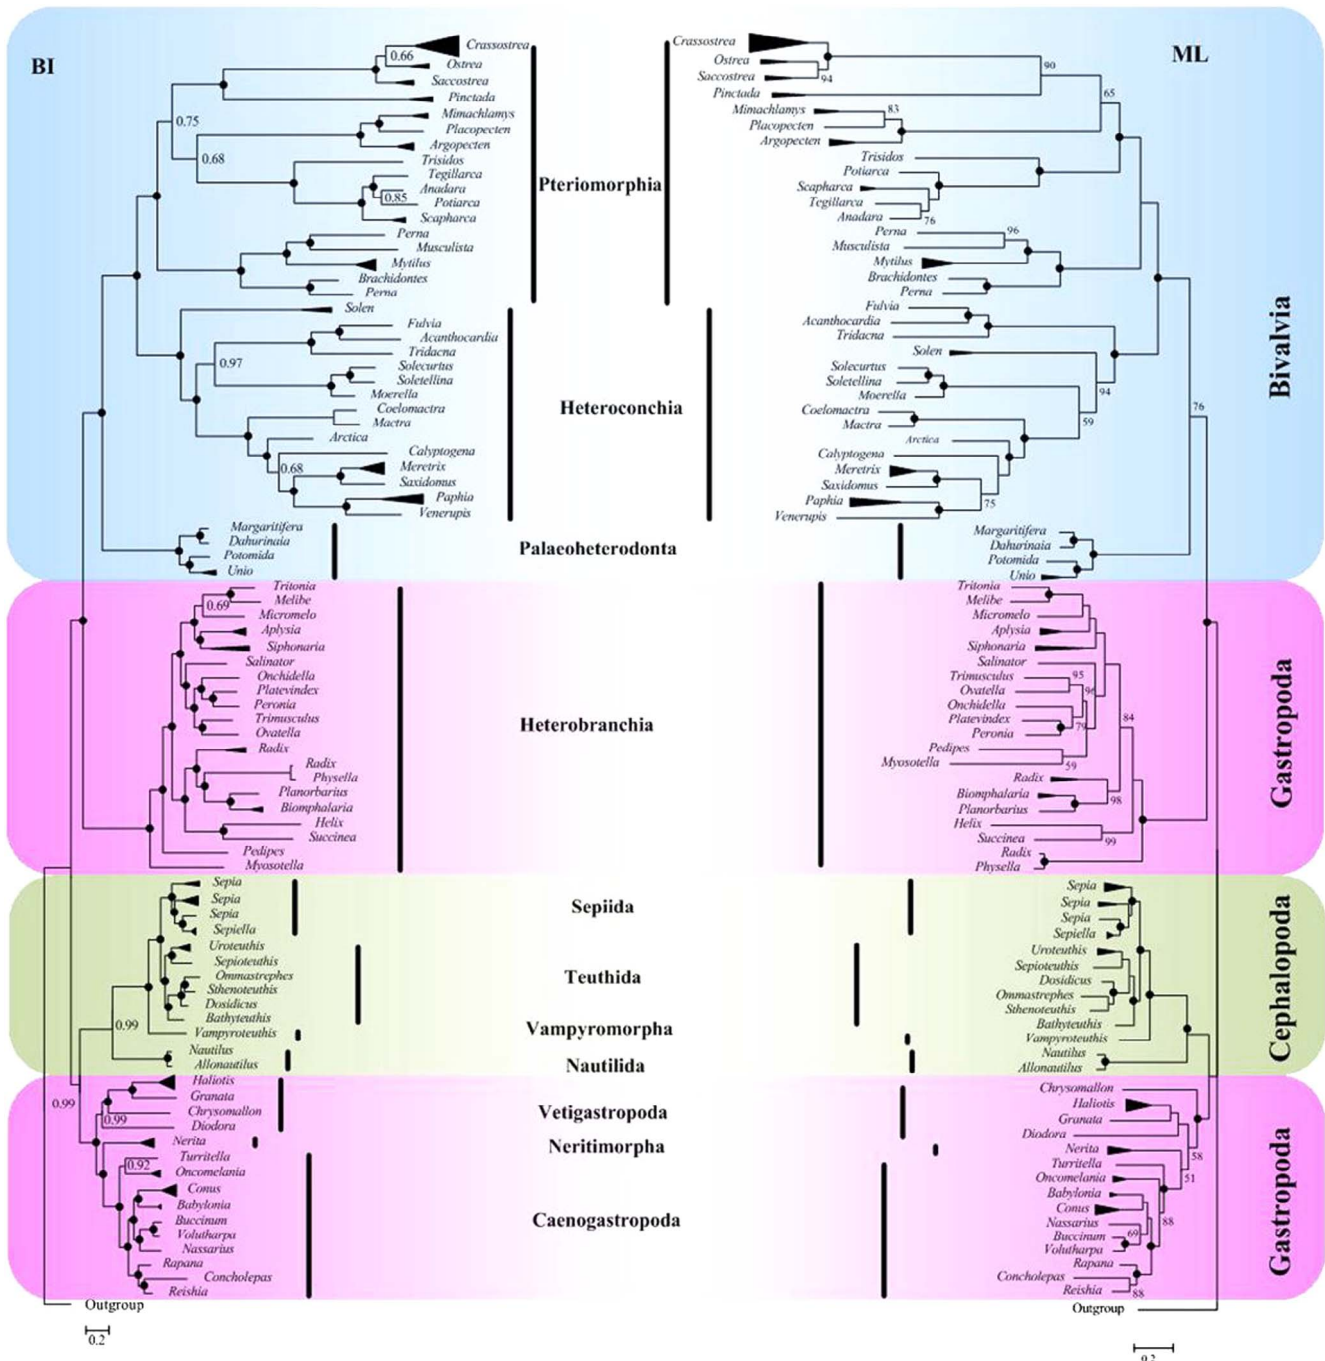 BI
Crassostrea
0.66
Ostrea
Saccostrea
Pinctada
0.75
Mimachlamys
Placopecten
Argopecten
0.68
Trisidos
Tegillarca
Anadara
0.85
Potiarca
Scapharca
Perna
Musculista
Mytilus
Brachidontes
Perna
Solen
Fulvia
Acanthocardia
Tridacna
0.97
Solecurtus
Soletellina
Moerella
Coelomactra
Mactra
Arctica
Calyptogena
0.68
Meretrix
Saxidomus
Paphia
Venerupis
Margaritifera
Dahurinaia
Potomida
Unio
Tritonia
Melibe
0.69
Micromelo
Aplysia
Siphonaria
Salinator
Onchidella
Platevindex
Peronia
Trimusculus
Ovatella
Radix
Radix
Physella
Planorbarius
Biomphalaria
Helix
Succinea
Pedipes
Myosotella
Sepia
Sepia
Sepia
Sepiella
Uroteuthis
Sepioteuthis
Ommastrephes
Sthenoteuthis
Dosidicus
Bathyteuthis
0.99
Vampyroteuthis
Nautilus
Allonautilus
Haliotis
Granata
0.99
Chrysomallon
0.99
Diodora
Nerita
Turritella
0.92
Oncomelania
Conus
Babylonia
Buccinum
Volutharpa
Nassarius
Rapana
Concholepas
Reishia
Outgroup
0.2
Pteriomorphia
Heteroconchia
Palaeoheterodonta
Heterobranchia
Sepiida
Teuthida
Vampyromorpha
Nautilida
Vetigastropoda
Neritimorpha
Caenogastropoda
ML
Crassostrea
Ostrea
94
Saccostrea
90
Pinctada
65
Mimachlamys
83
Placopecten
Argopecten
Trisidos
Potiarca
Scapharca
Tegillarca
Anadara
76
Perna
96
Musculista
Mytilus
Brachidontes
Perna
Fulvia
Acanthocardia
Tridacna
Solen
94
Solecurtus
Soletellina
Moerella
59
76
Coelomactra
Mactra
Arctica
Calyptogena
Meretrix
Saxidomus
75
Paphia
Venerupis
Margaritifera
Dahurinaia
Potomida
Unio
Tritonia
Melibe
Micromelo
Aplysia
Siphonaria
Salinator
Trimusculus
95
Ovatella
96
Onchidella
Platevindex
79
84
Peronia
Pedipes
Myosotella
59
Radix
Biomphalaria
98
Planorbarius
Helix
Succinea
99
Radix
Physella
Sepia
Sepia
Sepia
Sepiella
Uroteuthis
Sepioteuthis
Dosidicus
Ommastrephes
Sthenoteuthis
Bathyteuthis
Vampyroteuthis
Nautilus
Allonautilus
Chrysomallon
Haliotis
Granata
Diodora
Nerita
58
Turritella
51
Oncomelania
Babylonia
Conus
88
Nassarius
69
Buccinum
Volutharpa
Rapana
Concholepas
Reishia
88
Outgroup
0.2
Bivalvia
Gastropoda
Cephalopoda
Gastropoda